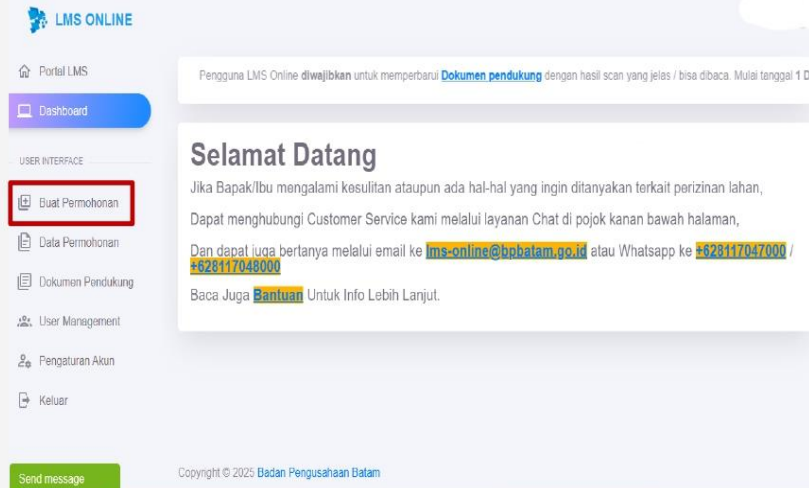 LMS ONLINE
Portal LMS
Dashboard
USER INTERFACE
Buat Permohonan
Data Permohonan
Dokumen Pendukung
User Management
Pengaturan Akun
Keluar
Send message
Pengguna LMS Online diwajibkan untuk memperbarui Dokumen pendukung dengan hasil scan yang jelas / bisa dibaca. Mulai tanggal 1 D
Selamat Datang
Jika Bapak/Ibu mengalami kesulitan ataupun ada hal-hal yang ingin ditanyakan terkait perizinan lahan,
Dapat menghubungi Customer Service kami melalui layanan Chat di pojok kanan bawah halaman,
Dan dapat juga bertanya melalui email ke lms-online@bpbatam.go.id atau Whatsapp ke +628117047000 /
+628117048000
Baca Juga Bantuan Untuk Info Lebih Lanjut.
Copyright © 2025 Badan Pengusahaan Batam